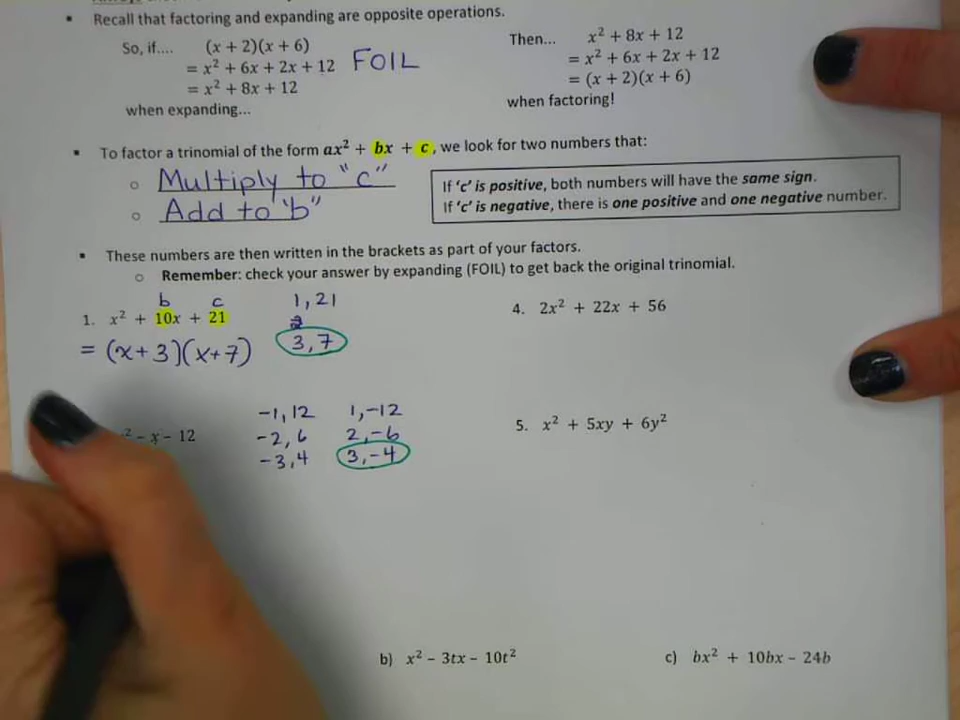 ▪ Recall that factoring and expanding are opposite operations.
So, if.... (x + 2)(x + 6)
= x² + 6x + 2x + 12 FOIL
= x² + 8x + 12
when expanding...
Then... x² + 8x + 12
= x² + 6x + 2x + 12
= (x + 2)(x + 6)
when factoring!
▪ To factor a trinomial of the form ax² + bx + c, we look for two numbers that:
o Multiply to "c"
o Add to "b"
If 'c' is positive, both numbers will have the same sign.
If 'c' is negative, there is one positive and one negative number.
▪ These numbers are then written in the brackets as part of your factors.
o Remember: check your answer by expanding (FOIL) to get back the original trinomial.
b c
1. x² + 10x + 21
= (x+3)(x+7)
1, 21
2
3, 7
4. 2x² + 22x + 56
² – x – 12
-1, 12 1, -12
-2, 6 2, -6
-3, 4 3, -4
5. x² + 5xy + 6y²
b) x² – 3tx – 10t²
c) bx² + 10bx – 24b